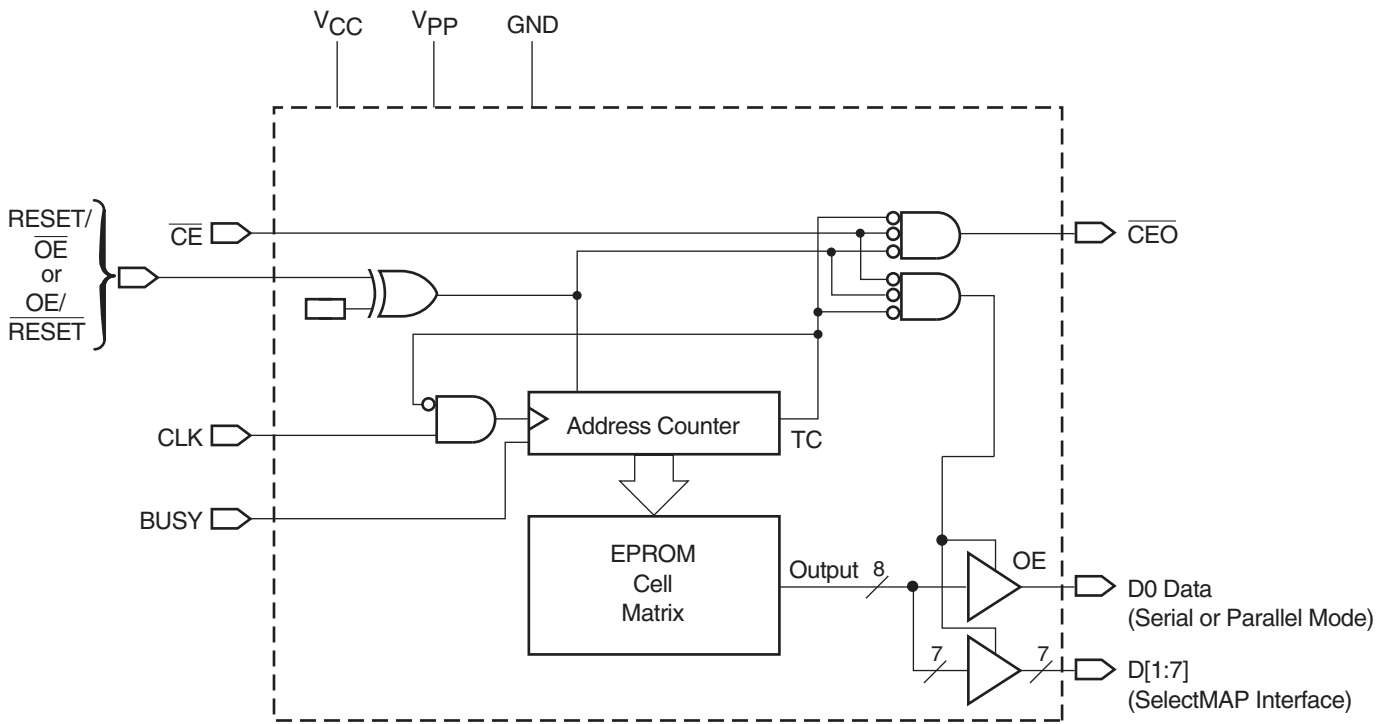 VCC
VPP
GND
RESET/
OE
or
OE/
RESET
CE
CEO
CLK
Address Counter
TC
BUSY
EPROM
Cell
Matrix
Output
8
OE
D0 Data
(Serial or Parallel Mode)
7
7
D[1:7]
(SelectMAP Interface)